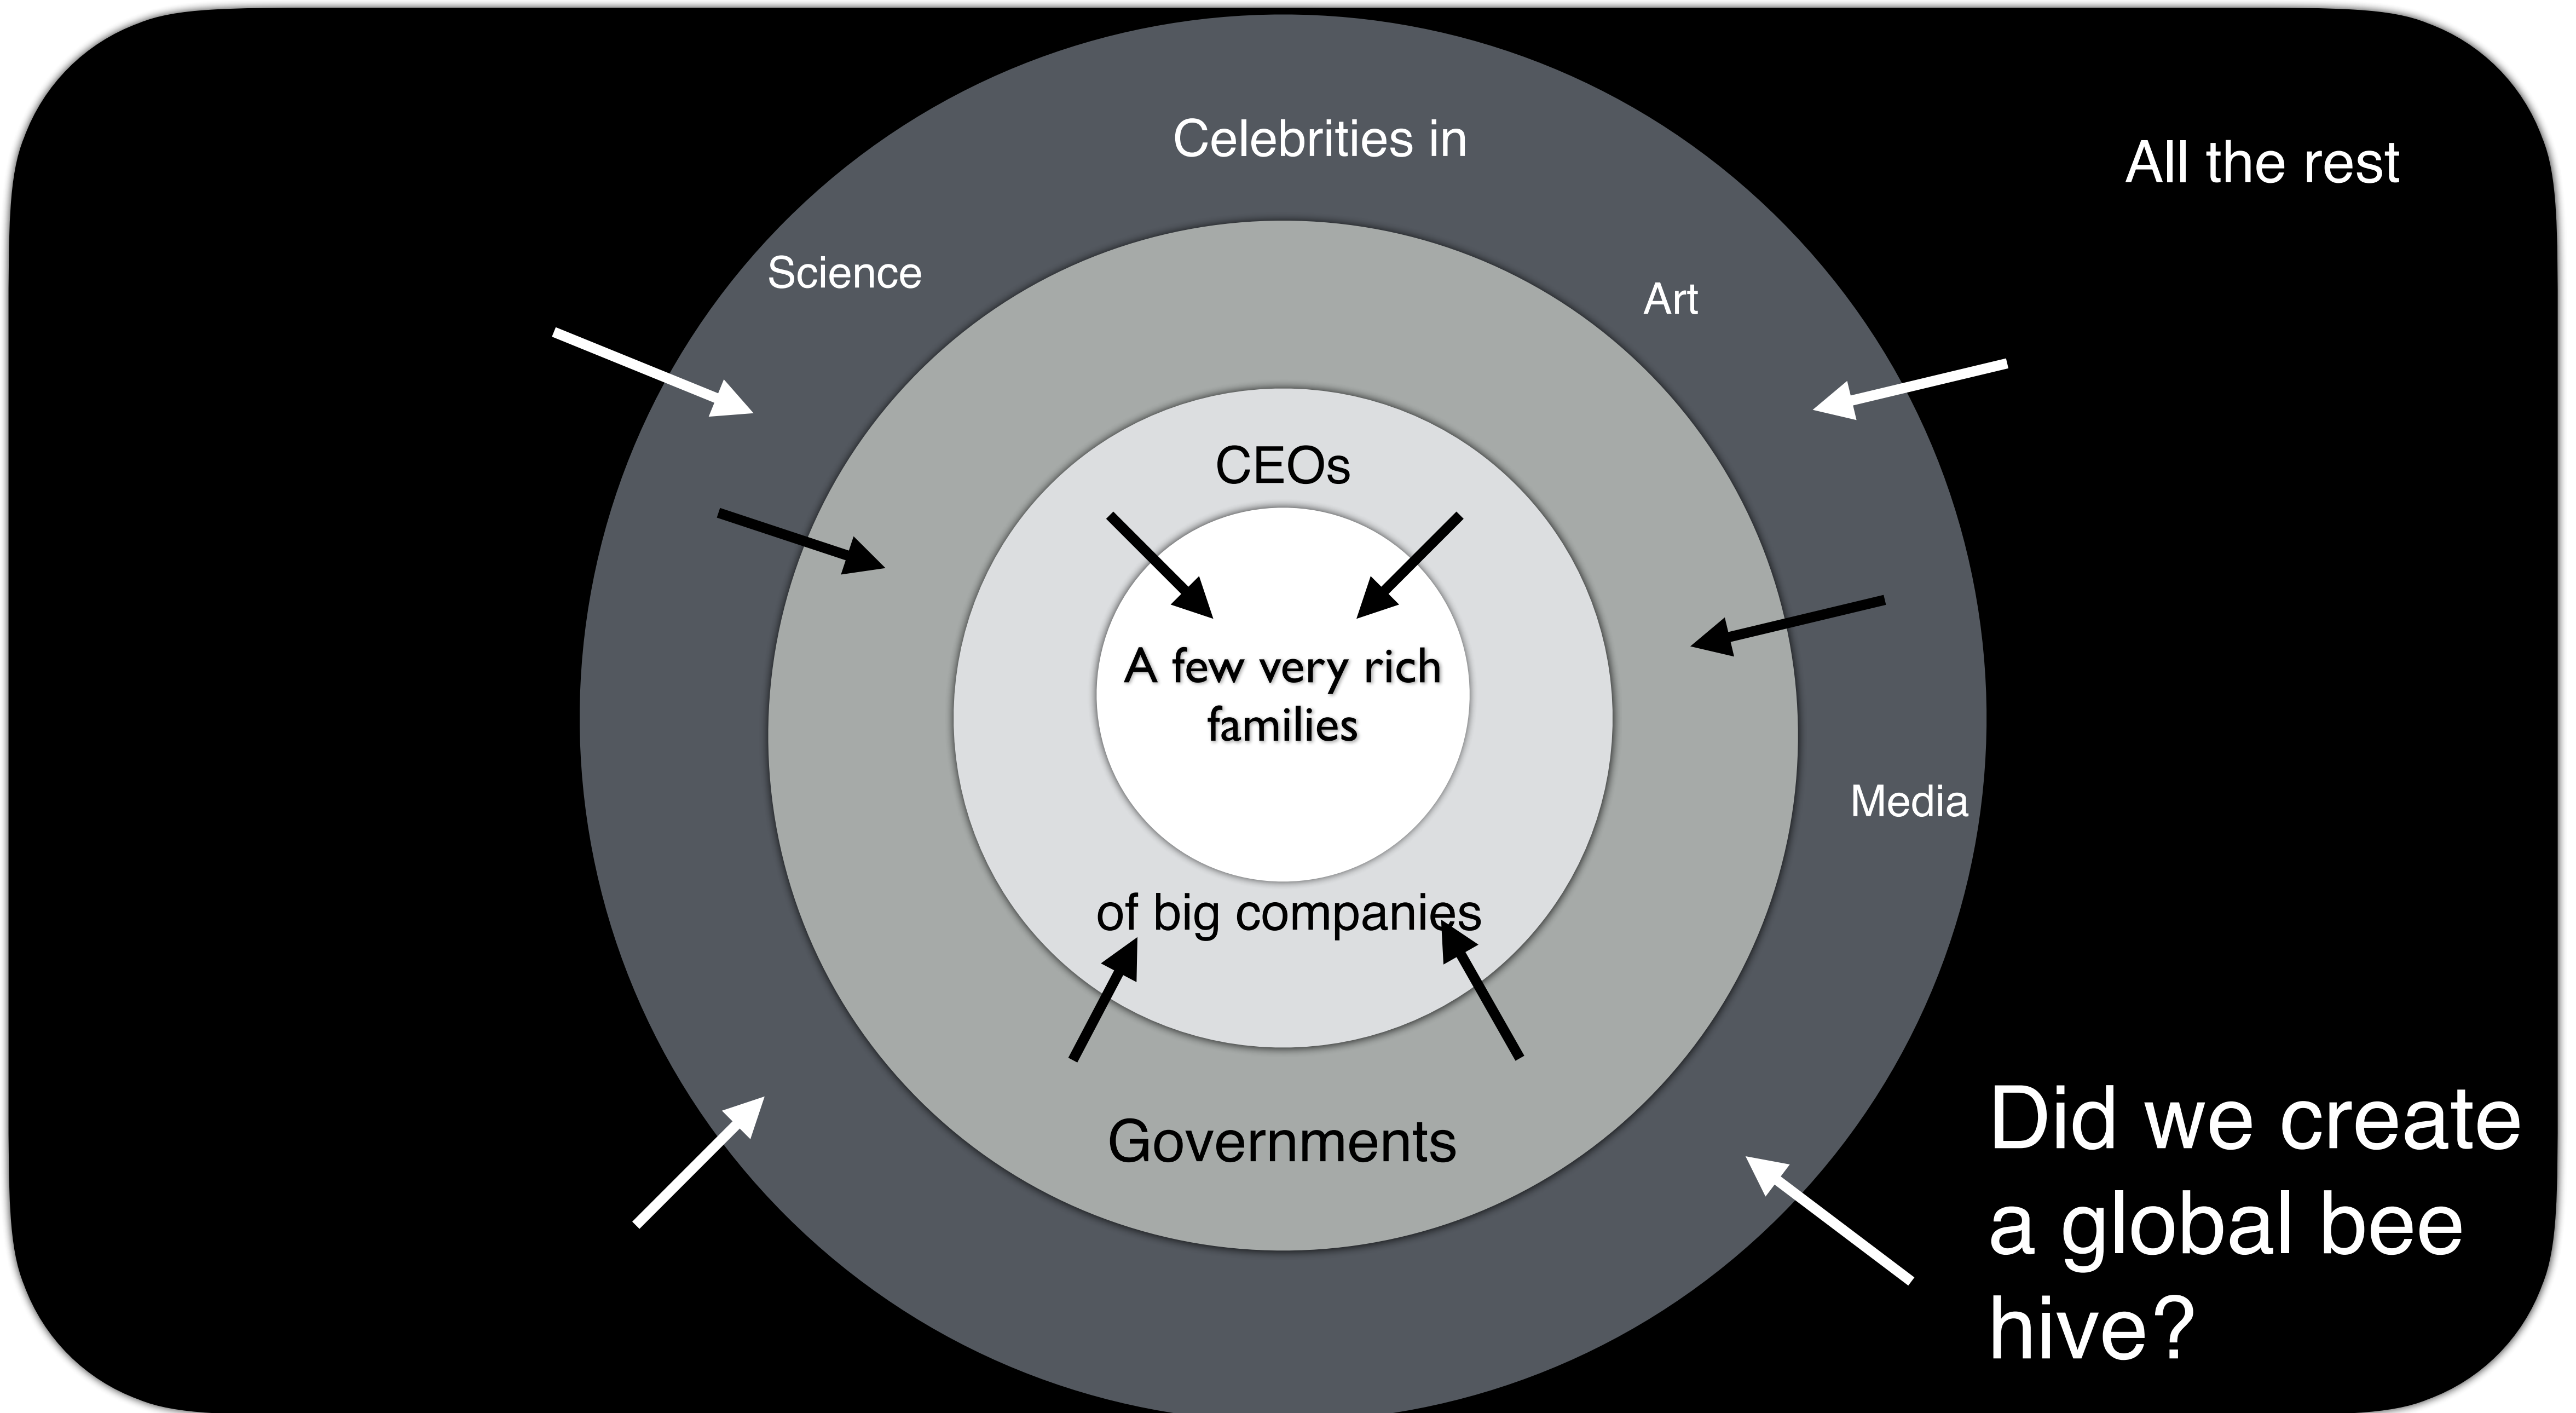 Celebrities in
All the rest
Science
Art
CEOs
A few very rich
families
Media
of big companies
Governments
Did we create
a global bee
hive?